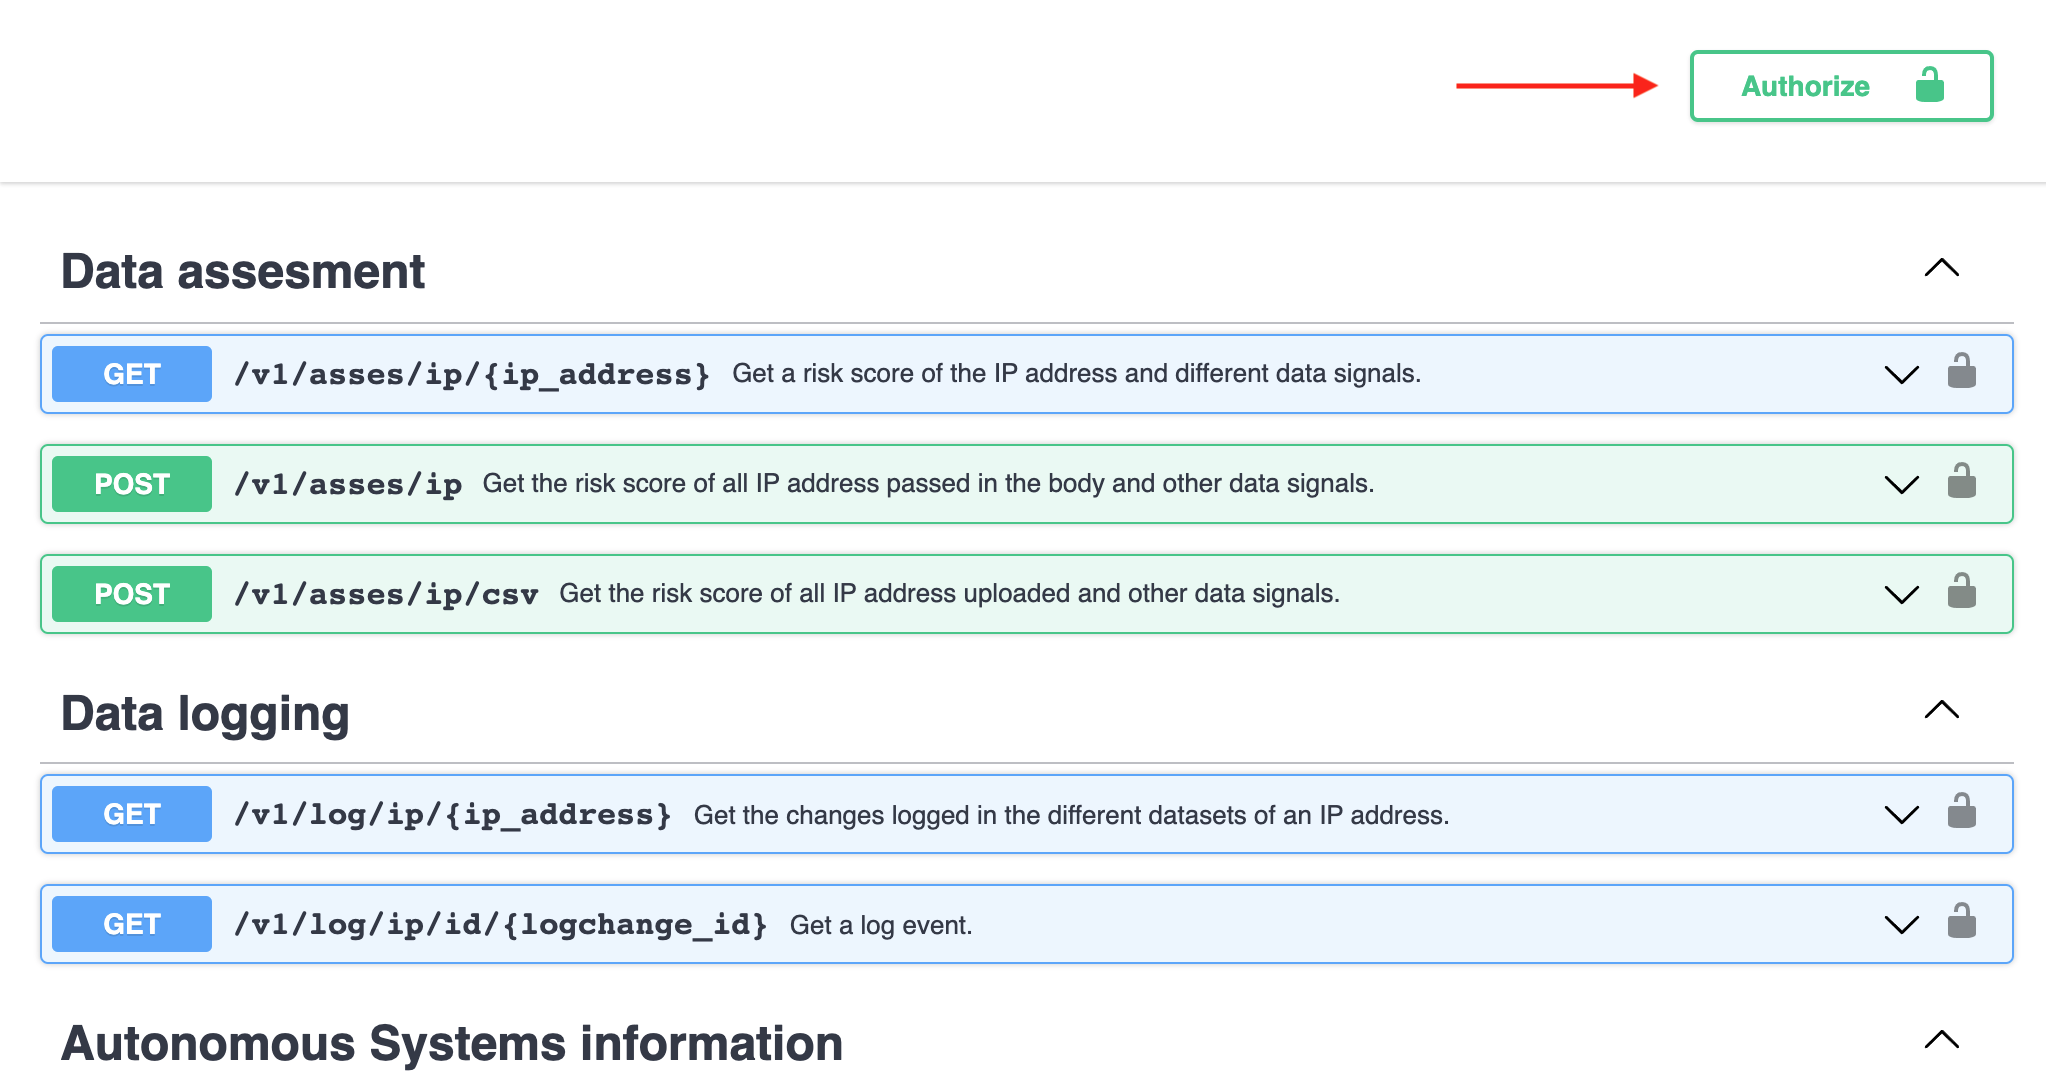 Authorize
Data assesment
GET /v1/asses/ip/{ip_address} Get a risk score of the IP address and different data signals.
POST /v1/asses/ip Get the risk score of all IP address passed in the body and other data signals.
POST /v1/asses/ip/csv Get the risk score of all IP address uploaded and other data signals.
Data logging
GET /v1/log/ip/{ip_address} Get the changes logged in the different datasets of an IP address.
GET /v1/log/ip/id/{logchange_id} Get a log event.
Autonomous Systems information